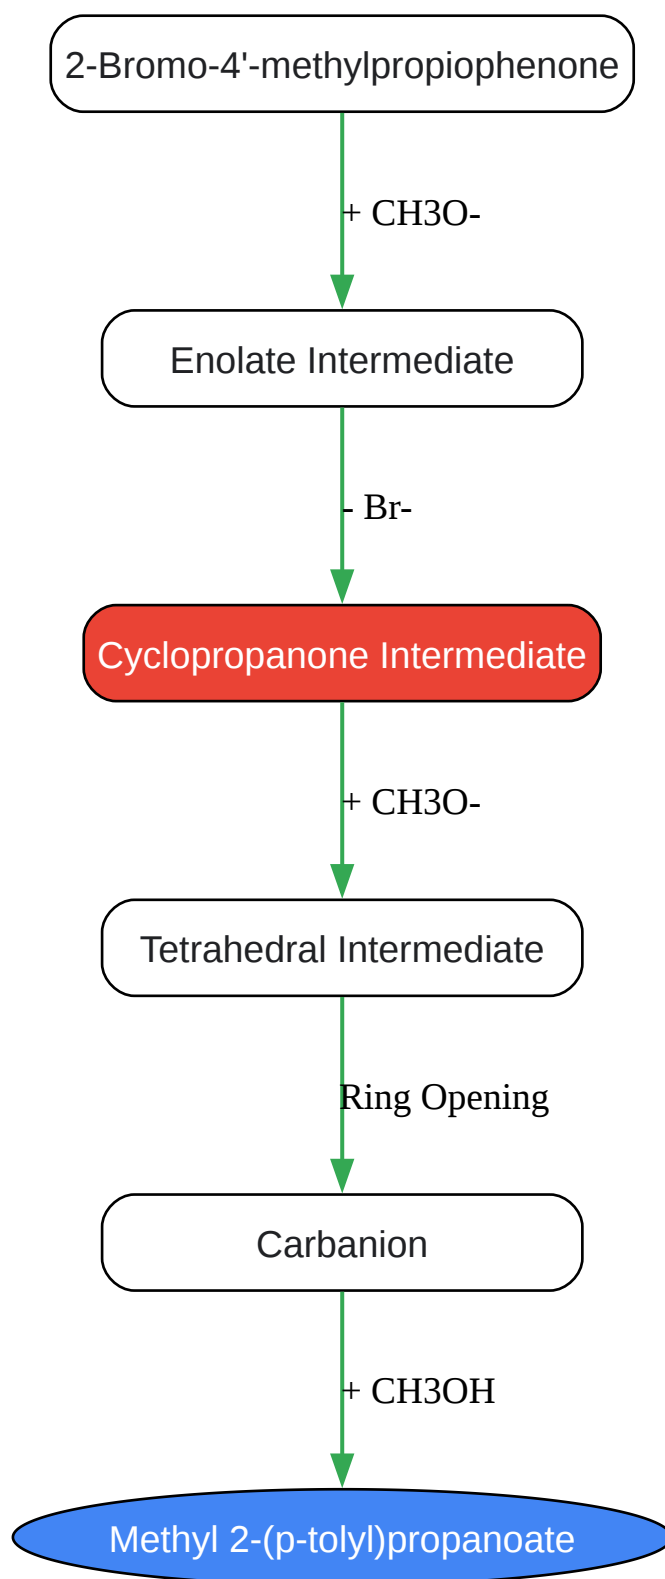 2-Bromo-4'-methylpropiophenone
+ CH3O-
Enolate Intermediate
- Br-
Cyclopropanone Intermediate
+ CH3O-
Tetrahedral Intermediate
Ring Opening
Carbanion
+ CH3OH
Methyl 2-(p-tolyl)propanoate